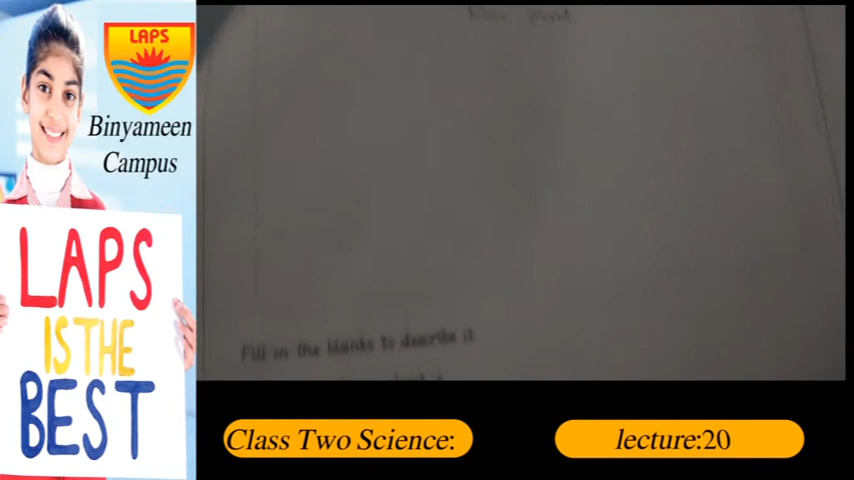 LAPS
Binyameen
Campus
LAPS
IS THE
BEST
Fill in the blanks to describe it
Class Two Science:
lecture:20